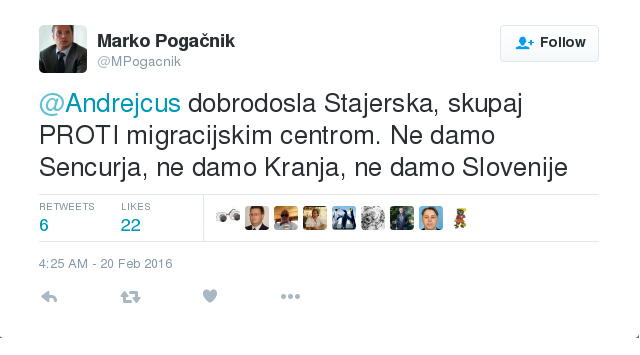 Marko Pogačnik
@MPogacnik
Follow
@Andrejcus dobrodosla Stajerska, skupaj
PROTI migracijskim centrom. Ne damo
Sencurja, ne damo Kranja, ne damo Slovenije
RETWEETS
6
LIKES
22
4:25 AM - 20 Feb 2016